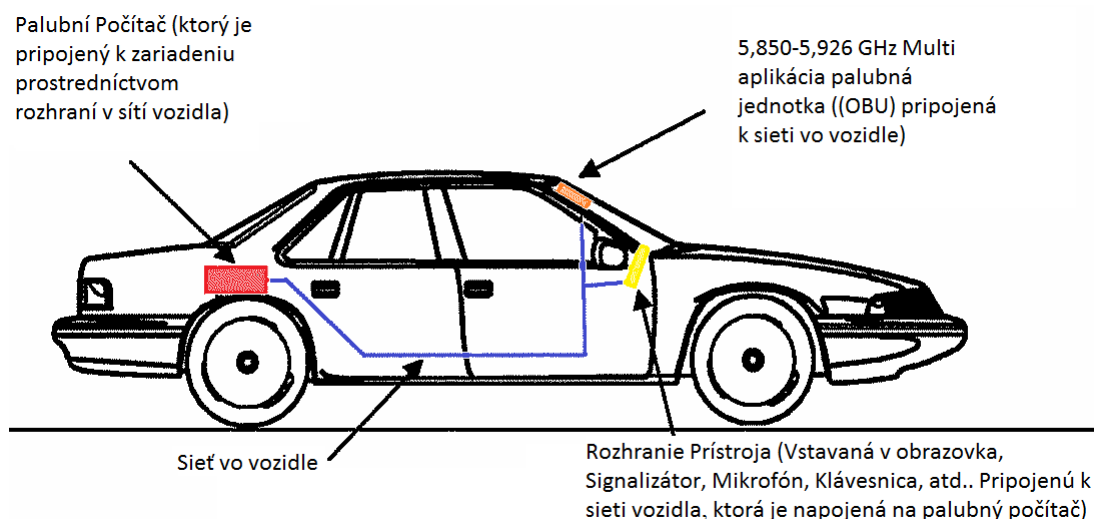 Palubní Počítač (ktorý je
pripojený k zariadeniu
prostredníctvom
rozhraní v sítí vozidla)
5,850-5,926 GHz Multi
aplikácia palubná
jednotka ((OBU) pripojená
k sieti vo vozidle)
Sieť vo vozidle
Rozhranie Prístroja (Vstavaná v obrazovka,
Signalizátor, Mikrofón, Klávesnica, atd.. Pripojenú k
sieti vozidla, ktorá je napojená na palubný počítač)